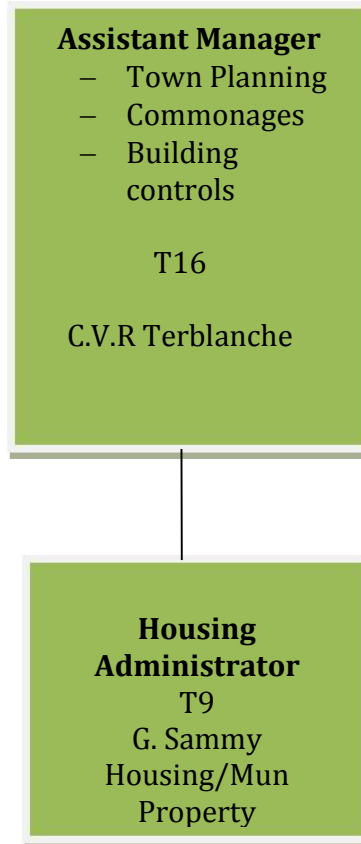 Assistant Manager
– Town Planning
– Commonages
– Building
controls
T16
C.V.R Terblanche
Housing
Administrator
T9
G. Sammy
Housing/Mun
Property